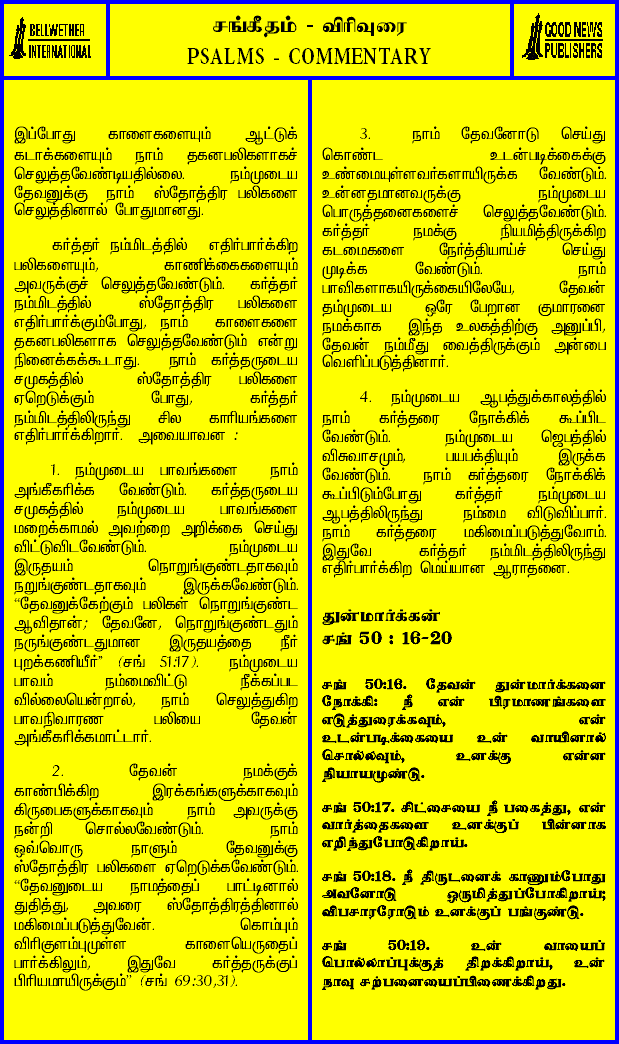 BELLWETHER
INTERNATIONAL
சங்கீதம் - விரிவுரை
PSALMS - COMMENTARY
GOOD NEWS
PUBLISHERS
இப்போது காளைகளையும் ஆட்டுக்
கடாக்களையும் நாம் தகனபலிகளாகச்
செலுத்தவேண்டியதில்லை. நம்முடைய
தேவனுக்கு நாம் ஸ்தோத்திர பலிகளை
செலுத்தினால் போதுமானது.
கர்த்தர் நம்மிடத்தில் எதிர்பார்க்கிற
பலிகளையும், காணிக்கைகளையும்
அவருக்குச் செலுத்தவேண்டும். கர்த்தர்
நம்மிடத்தில் ஸ்தோத்திர பலிகளை
எதிர்பார்க்கும்போது, நாம் காளைகளை
தகனபலிகளாக செலுத்தவேண்டும் என்று
நினைக்கக்கூடாது. நாம் கர்த்தருடைய
சமுகத்தில் ஸ்தோத்திர பலிகளை
ஏறெடுக்கும் போது, கர்த்தர்
நம்மிடத்திலிருந்து சில காரியங்களை
எதிர்பார்க்கிறார். அவையாவன :
1. நம்முடைய பாவங்களை நாம்
அங்கீகரிக்க வேண்டும். கர்த்தருடைய
சமுகத்தில் நம்முடைய பாவங்களை
மறைக்காமல் அவற்றை அறிக்கை செய்து
விட்டுவிடவேண்டும். நம்முடைய
இருதயம் நொறுங்குண்டதாகவும்
நறுங்குண்டதாகவும் இருக்கவேண்டும்.
“தேவனுக்கேற்கும் பலிகள் நொறுங்குண்ட
ஆவிதான்; தேவனே, நொறுங்குண்டதும்
நருங்குண்டதுமான இருதயத்தை நீர்
புறக்கணியீர்” (சங் 51:17). நம்முடைய
பாவம் நம்மைவிட்டு நீக்கப்பட
வில்லையென்றால், நாம் செலுத்துகிற
பாவநிவாரண பலியை தேவன்
அங்கீகரிக்கமாட்டார்.
2. தேவன் நமக்குக்
காண்பிக்கிற இரக்கங்களுக்காகவும்
கிருபைகளுக்காகவும் நாம் அவருக்கு
நன்றி சொல்லவேண்டும். நாம்
ஒவ்வொரு நாளும் தேவனுக்கு
ஸ்தோத்திர பலிகளை ஏறெடுக்கவேண்டும்.
“தேவனுடைய நாமத்தைப் பாட்டினால்
துதித்து, அவரை ஸ்தோத்திரத்தினால்
மகிமைப்படுத்துவேன். கொம்பும்
விரிகுளம்புமுள்ள காளையெருதைப்
பார்க்கிலும், இதுவே கர்த்தருக்குப்
பிரியமாயிருக்கும்” (சங் 69:30,31).
3. நாம் தேவனோடு செய்து
கொண்ட உடன்படிக்கைக்கு
உண்மையுள்ளவர்களாயிருக்க வேண்டும்.
உன்னதமானவருக்கு நம்முடைய
பொருத்தனைகளைச் செலுத்தவேண்டும்.
கர்த்தர் நமக்கு நியமித்திருக்கிற
கடமைகளை நேர்த்தியாய்ச் செய்து
முடிக்க வேண்டும். நாம்
பாவிகளாகயிருக்கையிலேயே, தேவன்
தம்முடைய ஒரே பேறான குமாரனை
நமக்காக இந்த உலகத்திற்கு அனுப்பி,
தேவன் நம்மீது வைத்திருக்கும் அன்பை
வெளிப்படுத்தினார்.
4. நம்முடைய ஆபத்துக்காலத்தில்
நாம் கர்த்தரை நோக்கிக் கூப்பிட
வேண்டும். நம்முடைய ஜெபத்தில்
விசுவாசமும், பயபக்தியும் இருக்க
வேண்டும். நாம் கர்த்தரை நோக்கிக்
கூப்பிடும்போது கர்த்தர் நம்முடைய
ஆபத்திலிருந்து நம்மை விடுவிப்பார்.
நாம் கர்த்தரை மகிமைப்படுத்துவோம்.
இதுவே கர்த்தர் நம்மிடத்திலிருந்து
எதிர்பார்க்கிற மெய்யான ஆராதனை.
துன்மார்க்கன்
சங் 50 : 16-20
சங் 50:16. தேவன் துன்மார்க்கனை
நோக்கி: நீ என் பிரமாணங்களை
எடுத்துரைக்கவும், என்
உடன்படிக்கையை உன் வாயினால்
சொல்லவும், உனக்கு என்ன
நியாயமுண்டு.
சங் 50:17. சிட்சையை நீ பகைத்து, என்
வார்த்தைகளை உனக்குப் பின்னாக
எறிந்துபோடுகிறாய்.
சங் 50:18. நீ திருடனைக் காணும்போது
அவனோடு ஒருமித்துப்போகிறாய்;
விபசாரரோடும் உனக்குப் பங்குண்டு.
சங் 50:19. உன் வாயைப்
பொல்லாப்புக்குத் திறக்கிறாய், உன்
நாவு சற்பனையைப்பிணைக்கிறது.